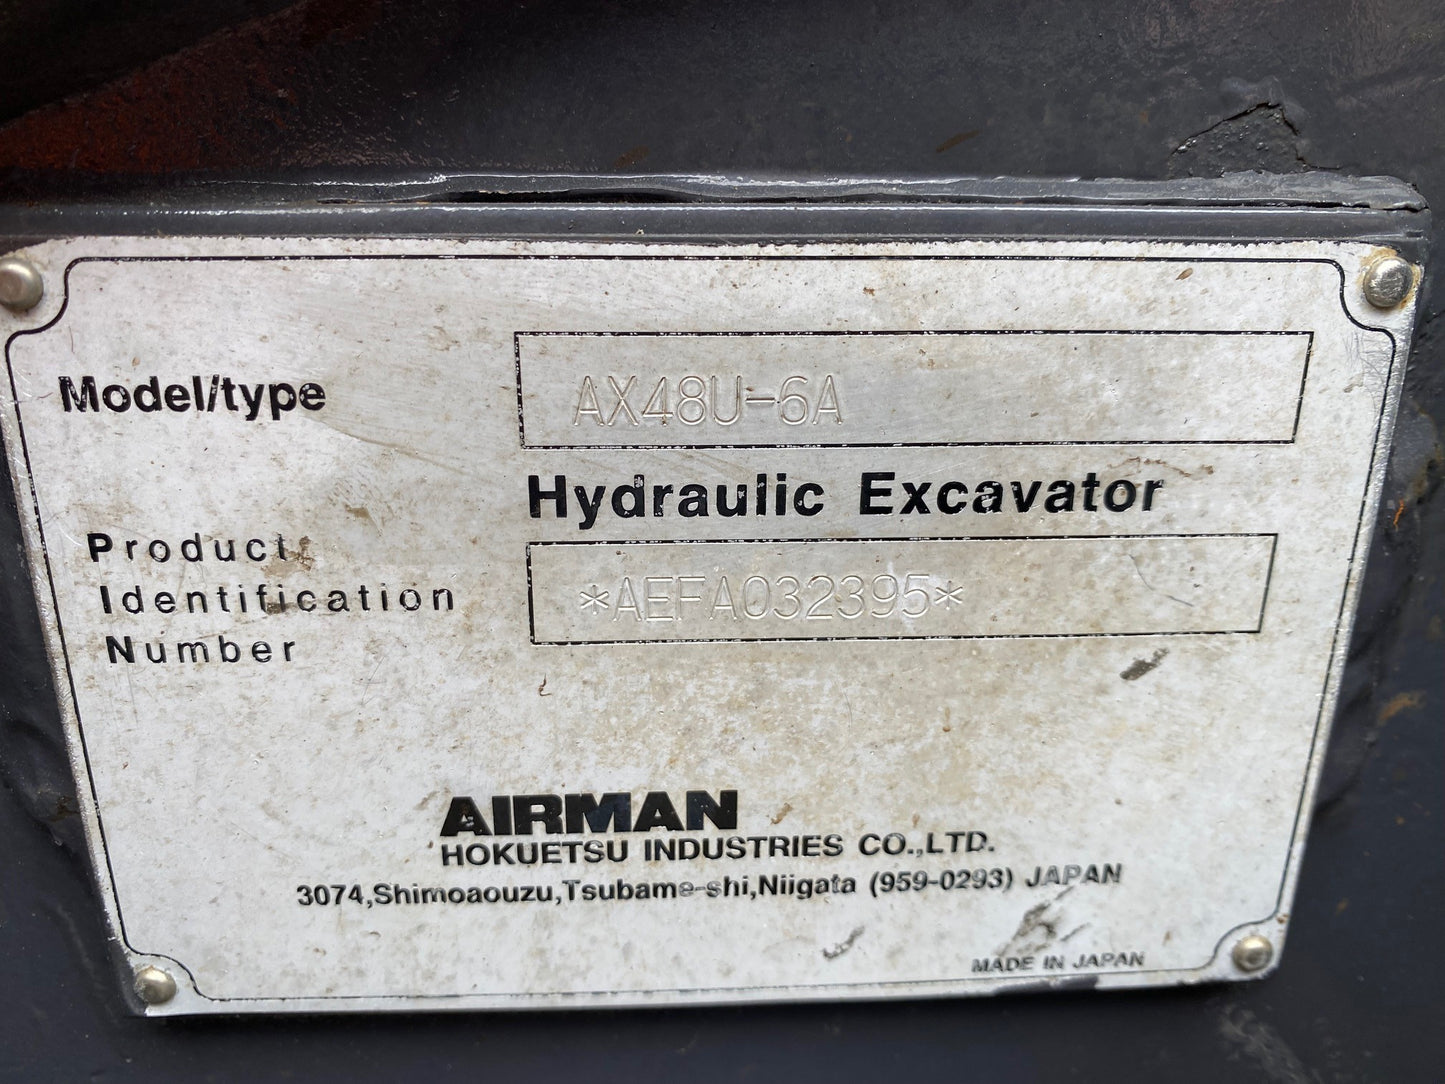 Model/type
AX48U-6A
Hydraulic Excavator
Product
Identification
Number
*AEFA032395*
AIRMAN
HOKUETSU INDUSTRIES CO.,LTD.
3074,Shimoaouzu,Tsubame-shi,Niigata (959-0293) JAPAN
MADE IN JAPAN